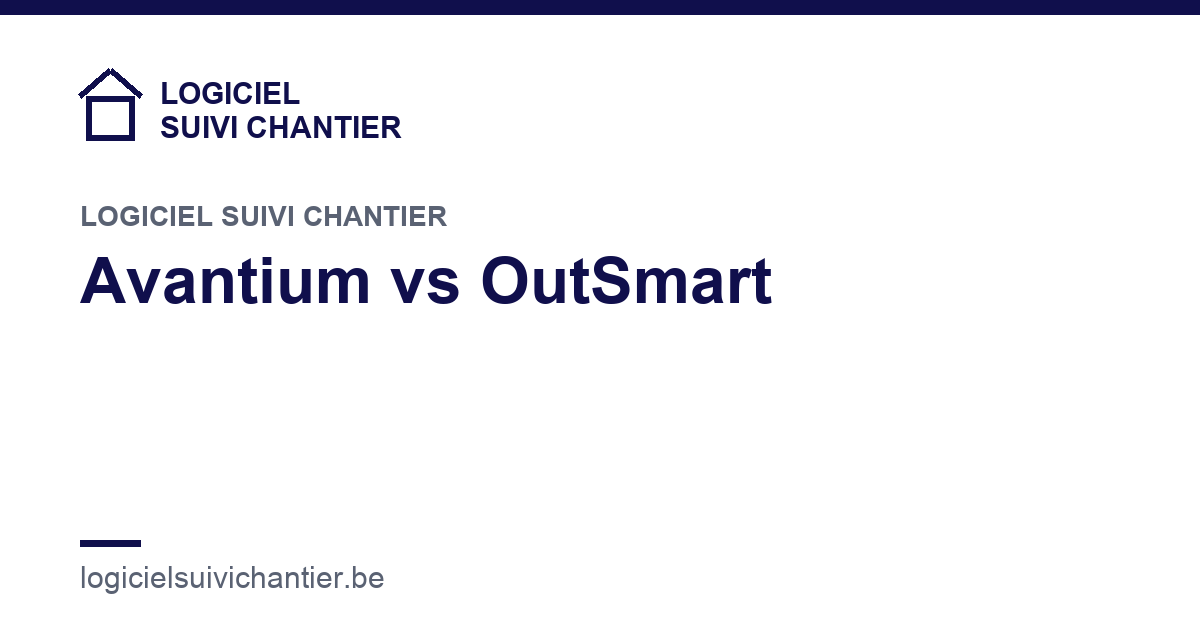 LOGICIEL
SUIVI CHANTIER
LOGICIEL SUIVI CHANTIER
Avantium vs OutSmart
logicielsuivichantier.be